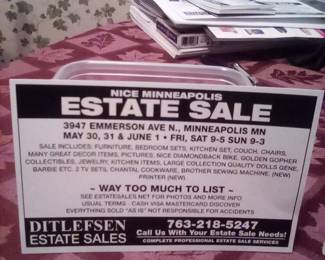 NICE MINNEAPOLIS
ESTATE SALE
3947 EMMERSON AVE N., MINNEAPOLIS MN
MAY 30, 31 & JUNE 1 • FRI, SAT 9-5 SUN 9-3
SALE INCLUDES: FURNITURE, BEDROOM SETS, KITCHEN SET, COUCH, CHAIRS,
MANY GREAT DECOR ITEMS, PICTURES, NICE DIAMONDBACK BIKE, GOLDEN GOPHER
COLLECTIBLES, JEWELRY, KITCHEN ITEMS, LARGE COLLECTION QUALITY DOLLS GENE,
BARBIE ETC. 2 TV SETS, CHANTAL COOKWARE, BROTHER SEWING MACHINE (NEW)
PRINTER (NEW)
~ WAY TOO MUCH TO LIST ~
SEE ESTATESALES.NET FOR PHOTOS AND MORE INFO
USUAL TERMS - CASH VISA MASTERCARD DISCOVER
EVERYTHING SOLD "AS IS" NOT RESPONSIBLE FOR ACCIDENTS
DITLEFSEN
ESTATE SALES
763-218-5247
Call Us With Your Estate Sale Needs!
COMPLETE PROFESSIONAL ESTATE SALE SERVICES